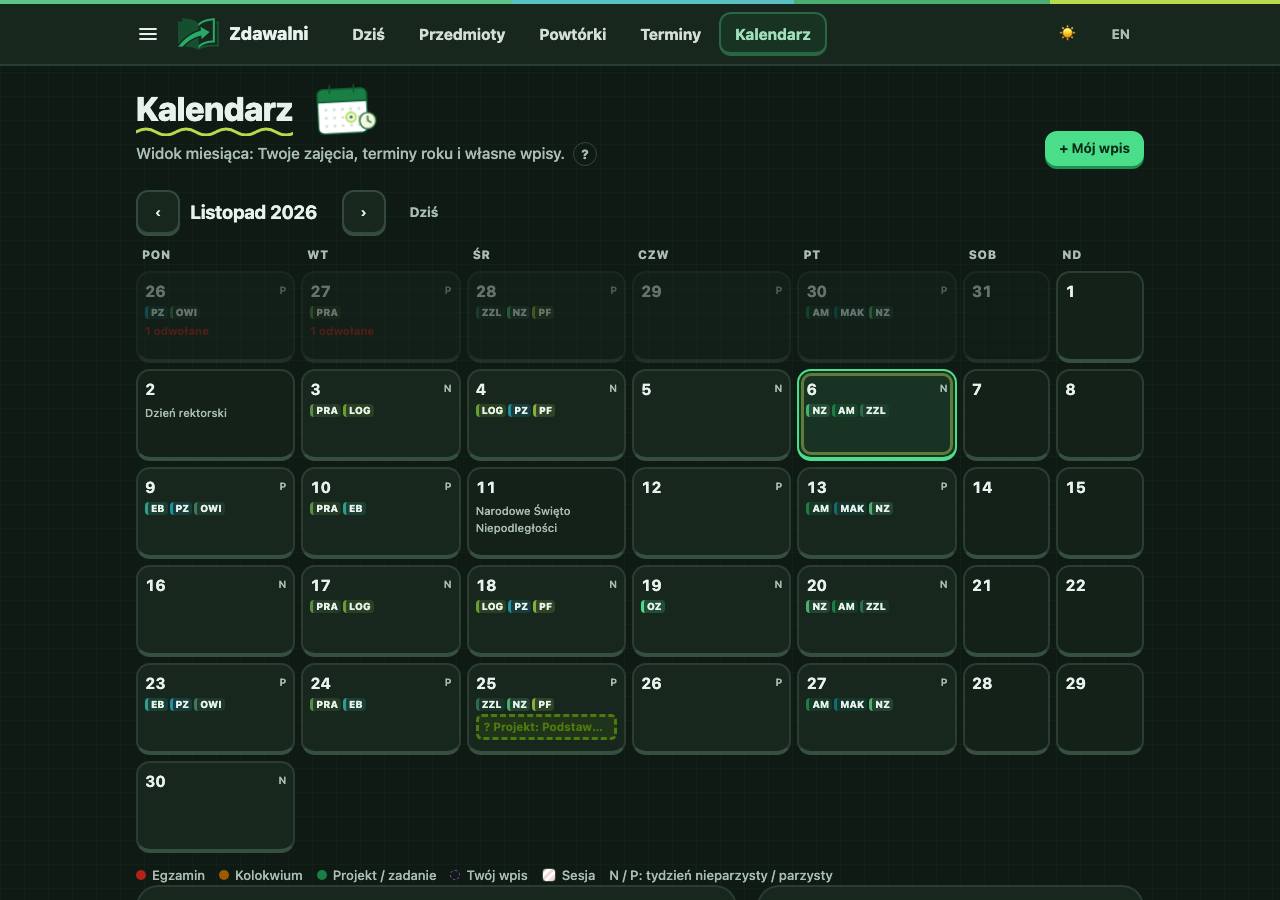 Zdawalni Dziś Przedmioty Powtórki Terminy Kalendarz EN
Kalendarz
Widok miesiąca: Twoje zajęcia, terminy roku i własne wpisy. ?
+ Mój wpis
‹ Listopad 2026 › Dziś
PON WT ŚR CZW PT SOB ND
26 P 27 P 28 P 29 P 30 P 31 1
PZ OWI PRA ZZL NZ PF AM MAK NZ
1 odwołane 1 odwołane
2 3 N 4 N 5 N 6 N 7 8
Dzień rektorski PRA LOG LOG PZ PF NZ AM ZZL
9 P 10 P 11 12 P 13 P 14 15
EB PZ OWI PRA EB Narodowe Święto AM MAK NZ
Niepodległości
16 N 17 N 18 N 19 N 20 N 21 22
PRA LOG LOG PZ PF OZ NZ AM ZZL
23 P 24 P 25 P 26 P 27 P 28 29
EB PZ OWI PRA EB ZZL NZ PF AM MAK NZ
? Projekt: Podstaw...
30 N
Egzamin Kolokwium Projekt / zadanie Twój wpis Sesja N / P: tydzień nieparzysty / parzysty